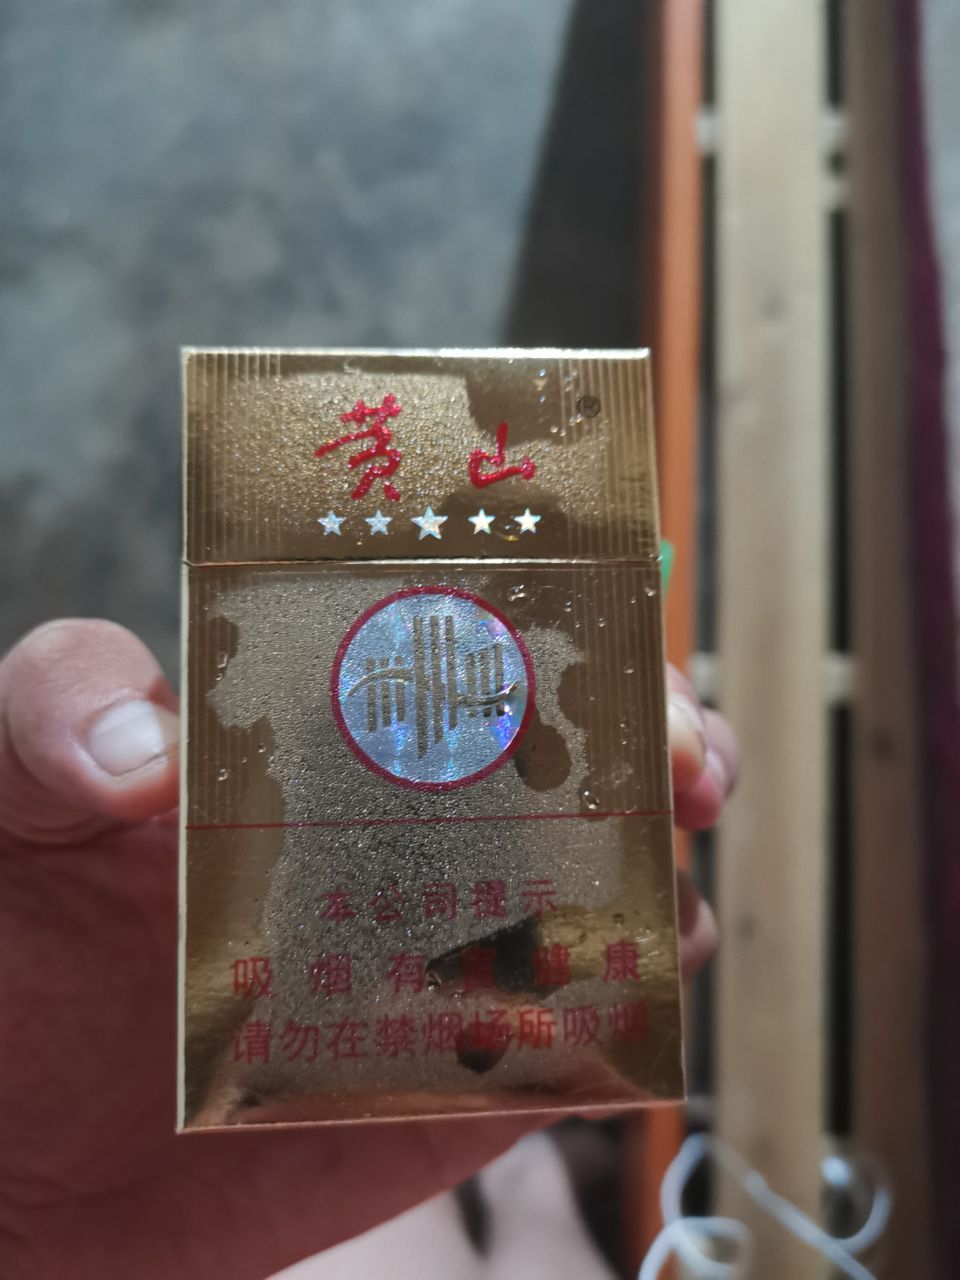 黄山
®
本公司提示
吸烟有害健康
请勿在禁烟场所吸烟